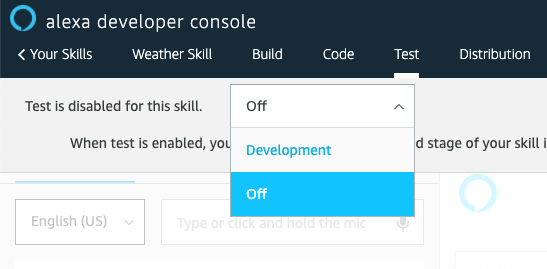 alexa developer console
Your Skills Weather Skill Build Code Test Distribution
Test is disabled for this skill. Off
When test is enabled, you d stage of your skill i
Development
Off
English (US) Type or click and hold the mic